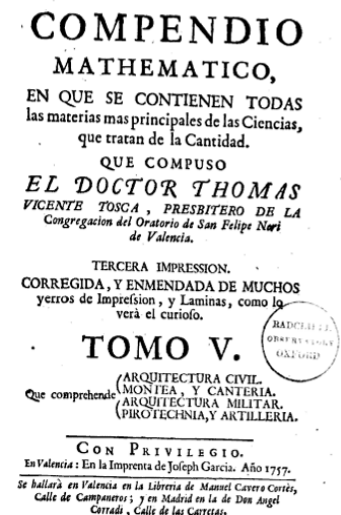 COMPENDIO
MATHEMATICO,
EN QUE SE CONTIENEN TODAS
las materias mas principales de las Ciencias,
que tratan de la Cantidad.
QUE COMPUSO
EL DOCTOR THOMAS
VICENTE TOSCA, PRESBITERO DE LA
Congregacion del Oratorio de San Felipe Neri
de Valencia.
TERCERA IMPRESSION.
CORREGIDA, Y ENMENDADA DE MUCHOS
yerros de Impreſsion, y Laminas, como lo
verà el curioſo.
RADCLIFFE
OBSERVATORY
OXFORD
TOMO V.
Que comprehende
ARQUITECTURA CIVIL.
MONTEA, Y CANTERIA.
ARQUITECTURA MILITAR.
PIROTECHNIA, Y ARTILLERIA.
CON PRIVILEGIO.
En Valencia: En la Imprenta de Joſeph Garcia. Año 1757.
Se hallarà en Valencia en la Libreria de Manuel Cavero Cortès,
Calle de Campaneros; y en Madrid en la de Don Angel
Corradi, Calle de las Carretas.